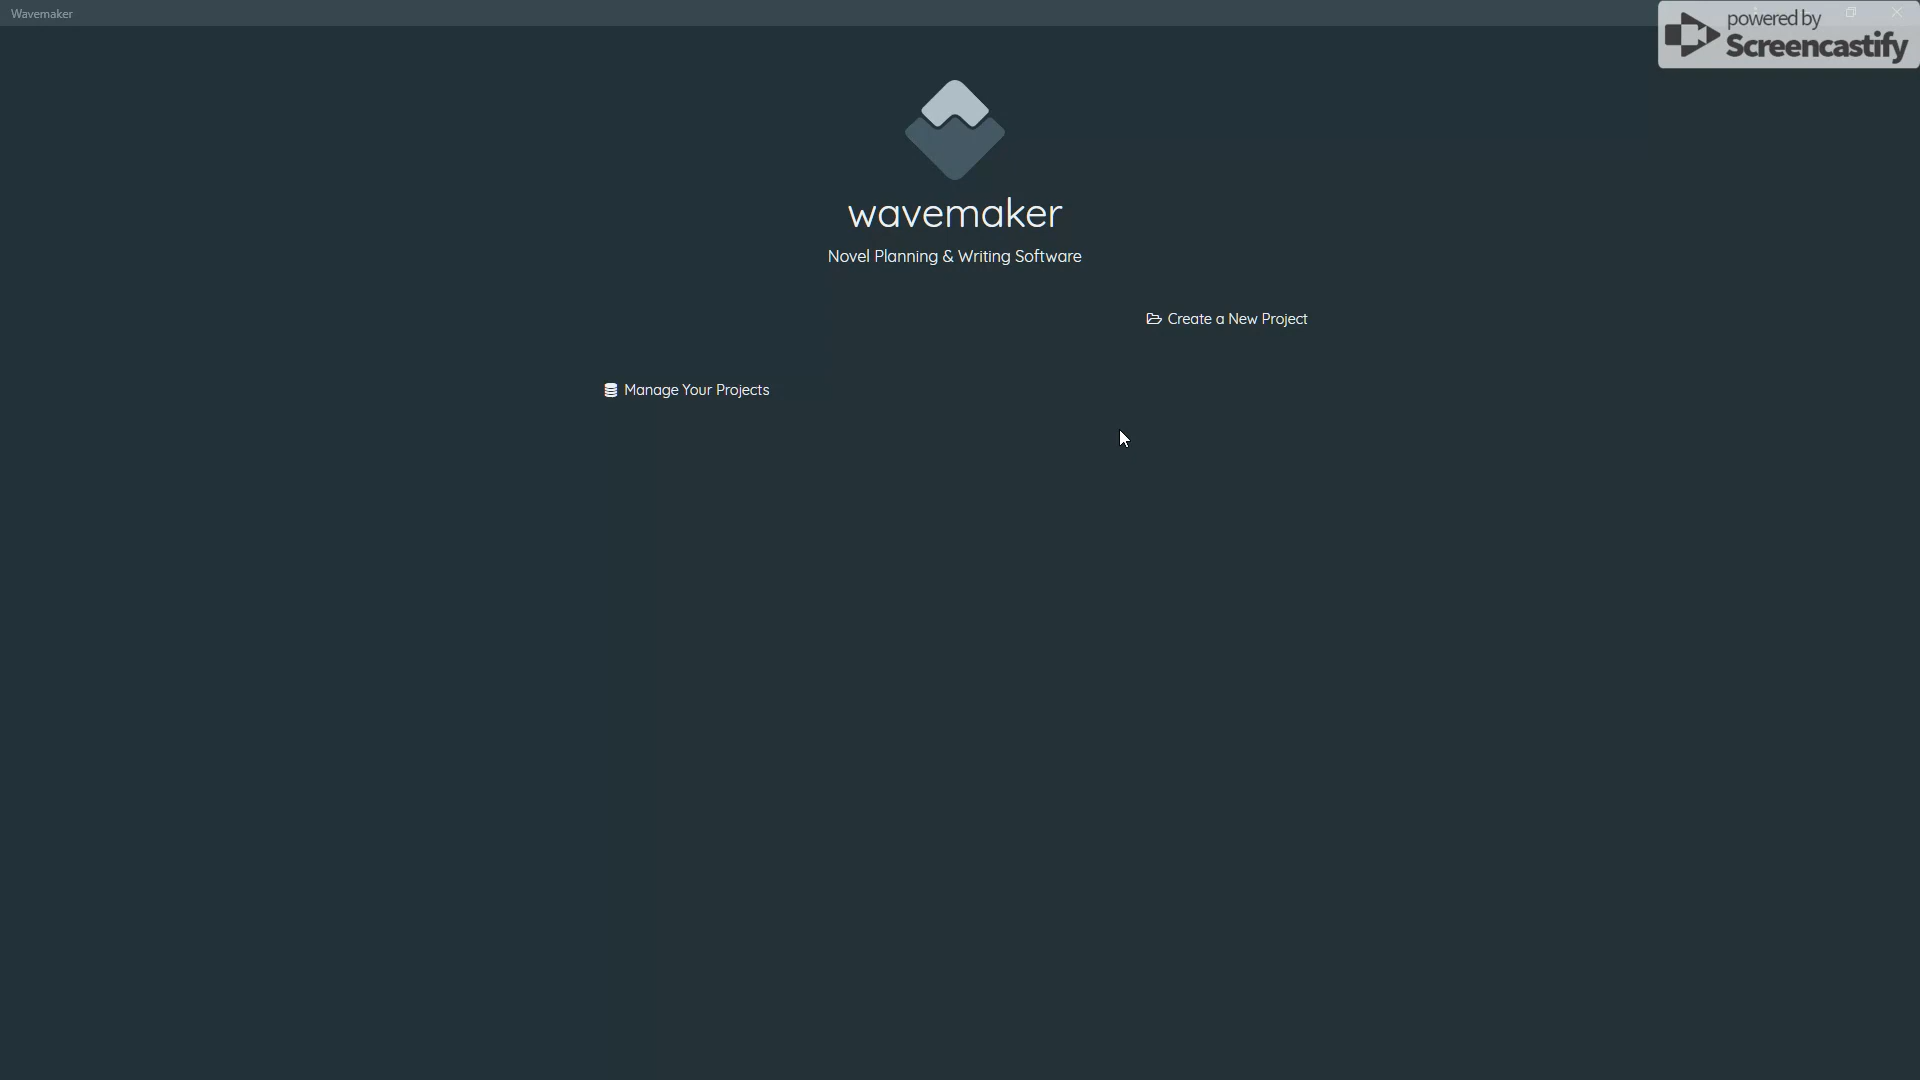 Wavemaker
powered by
Screencastify
wavemaker
Novel Planning & Writing Software
Create a New Project
Manage Your Projects